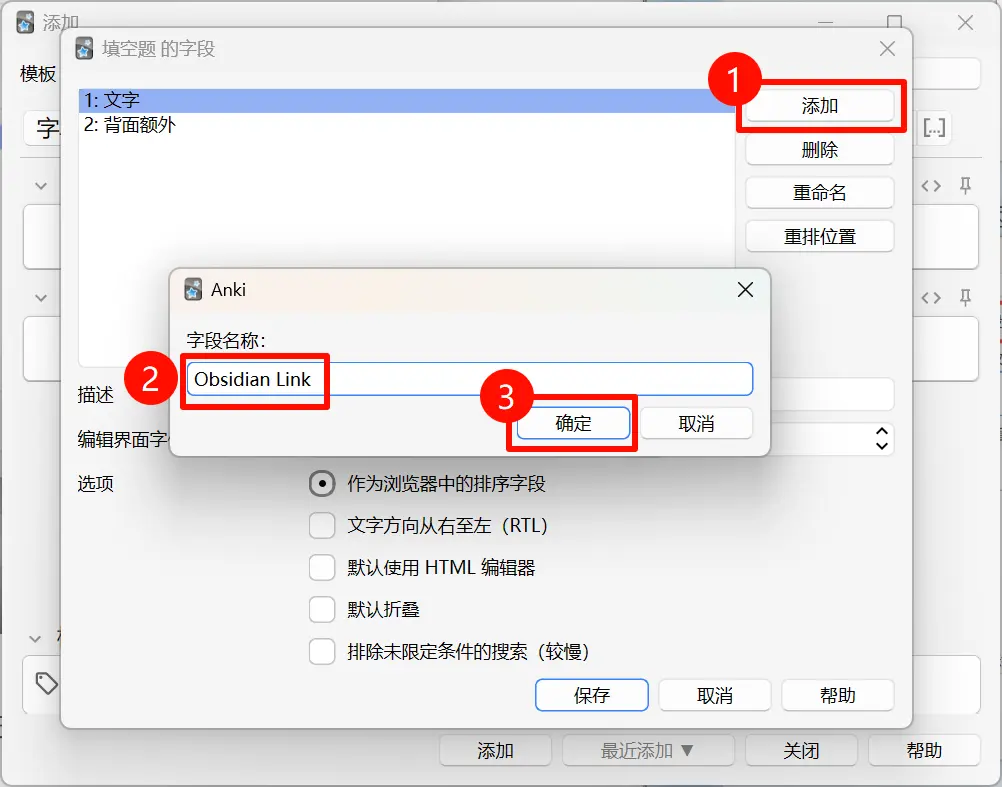 添加
填空题 的字段
模板
1: 文字
2: 背面额外
1
添加
删除
重命名
重排位置
字
[...]
Anki
字段名称:
2
Obsidian Link
3
确定
取消
描述
编辑界面字
选项
作为浏览器中的排序字段
文字方向从右至左（RTL）
默认使用 HTML 编辑器
默认折叠
排除未限定条件的搜索（较慢）
保存
取消
帮助
添加
最近添加 ▼
关闭
帮助